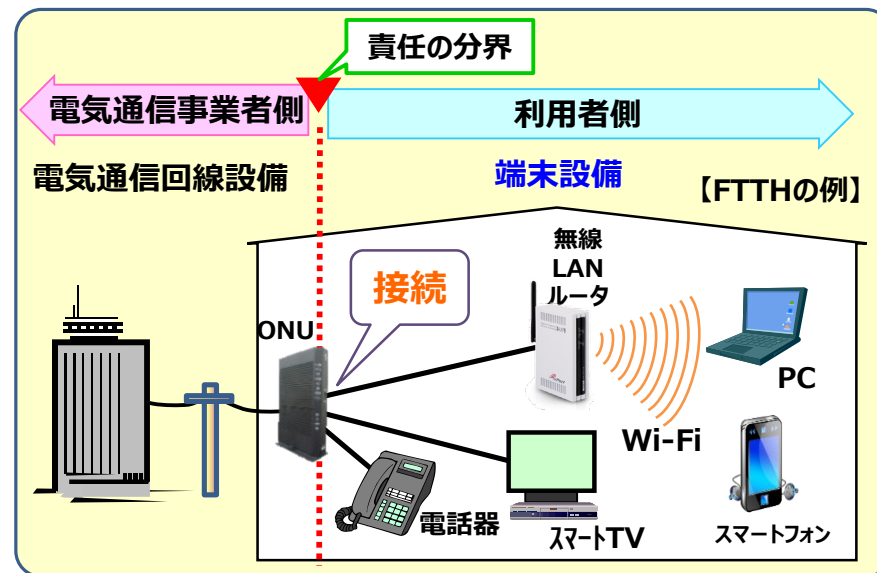 責任の分界
電気通信事業者側
利用者側
電気通信回線設備
端末設備
【FTTHの例】
無線
LAN
ルータ
接続
ONU
PC
Wi-Fi
電話器
スマートTV
スマートフォン